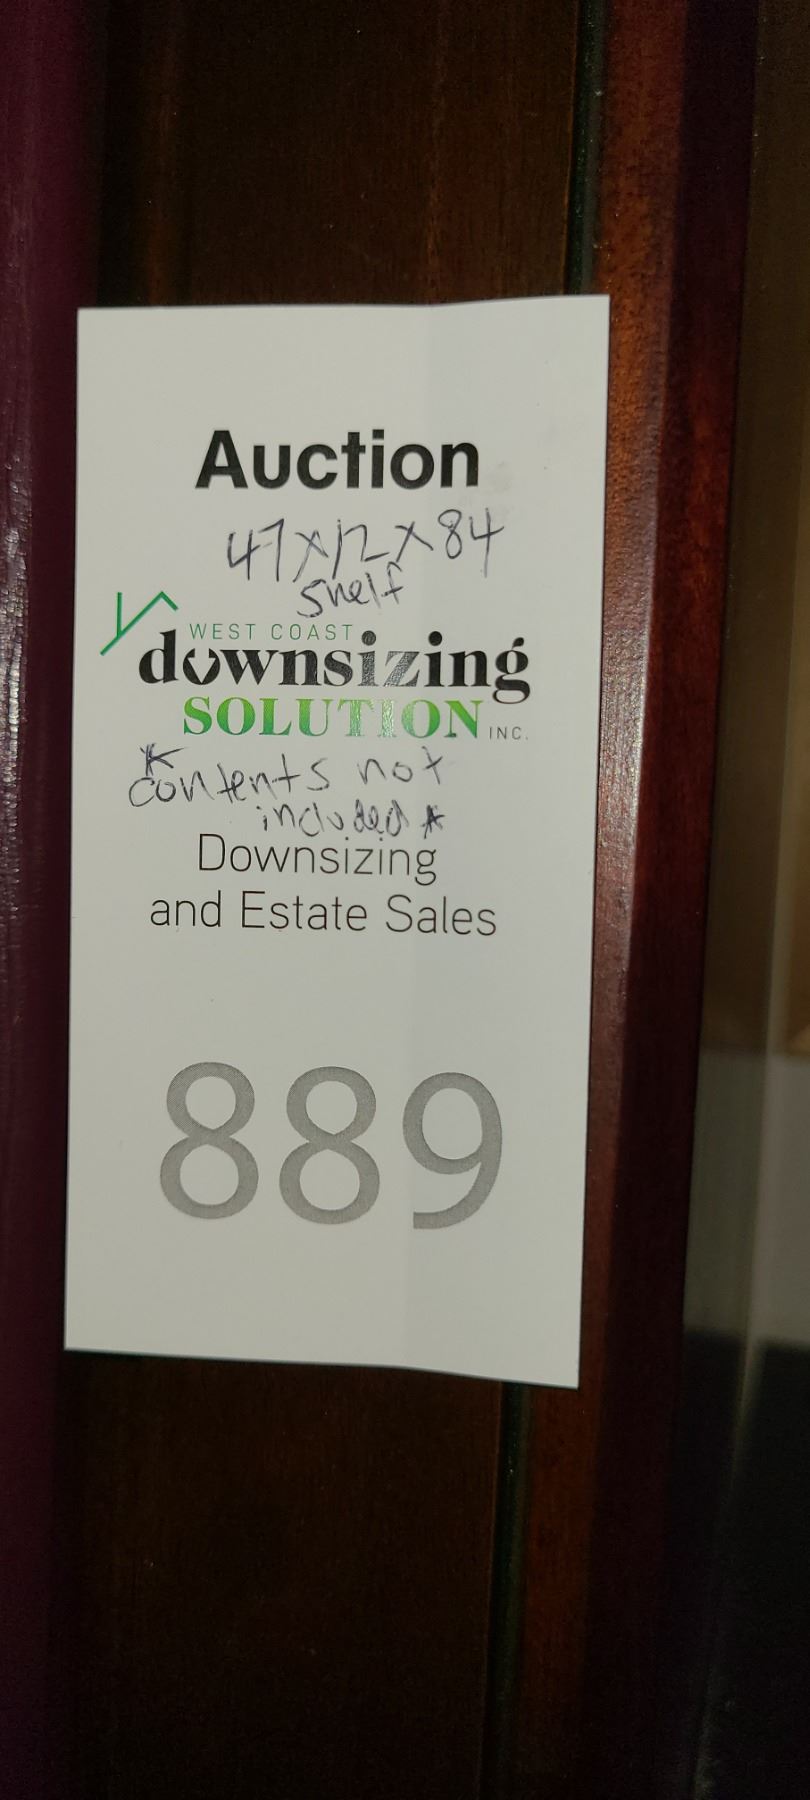 Auction
47x12x84
shelf
WEST COAST
downsizing
SOLUTION INC.
*contents not
included*
Downsizing
and Estate Sales
889